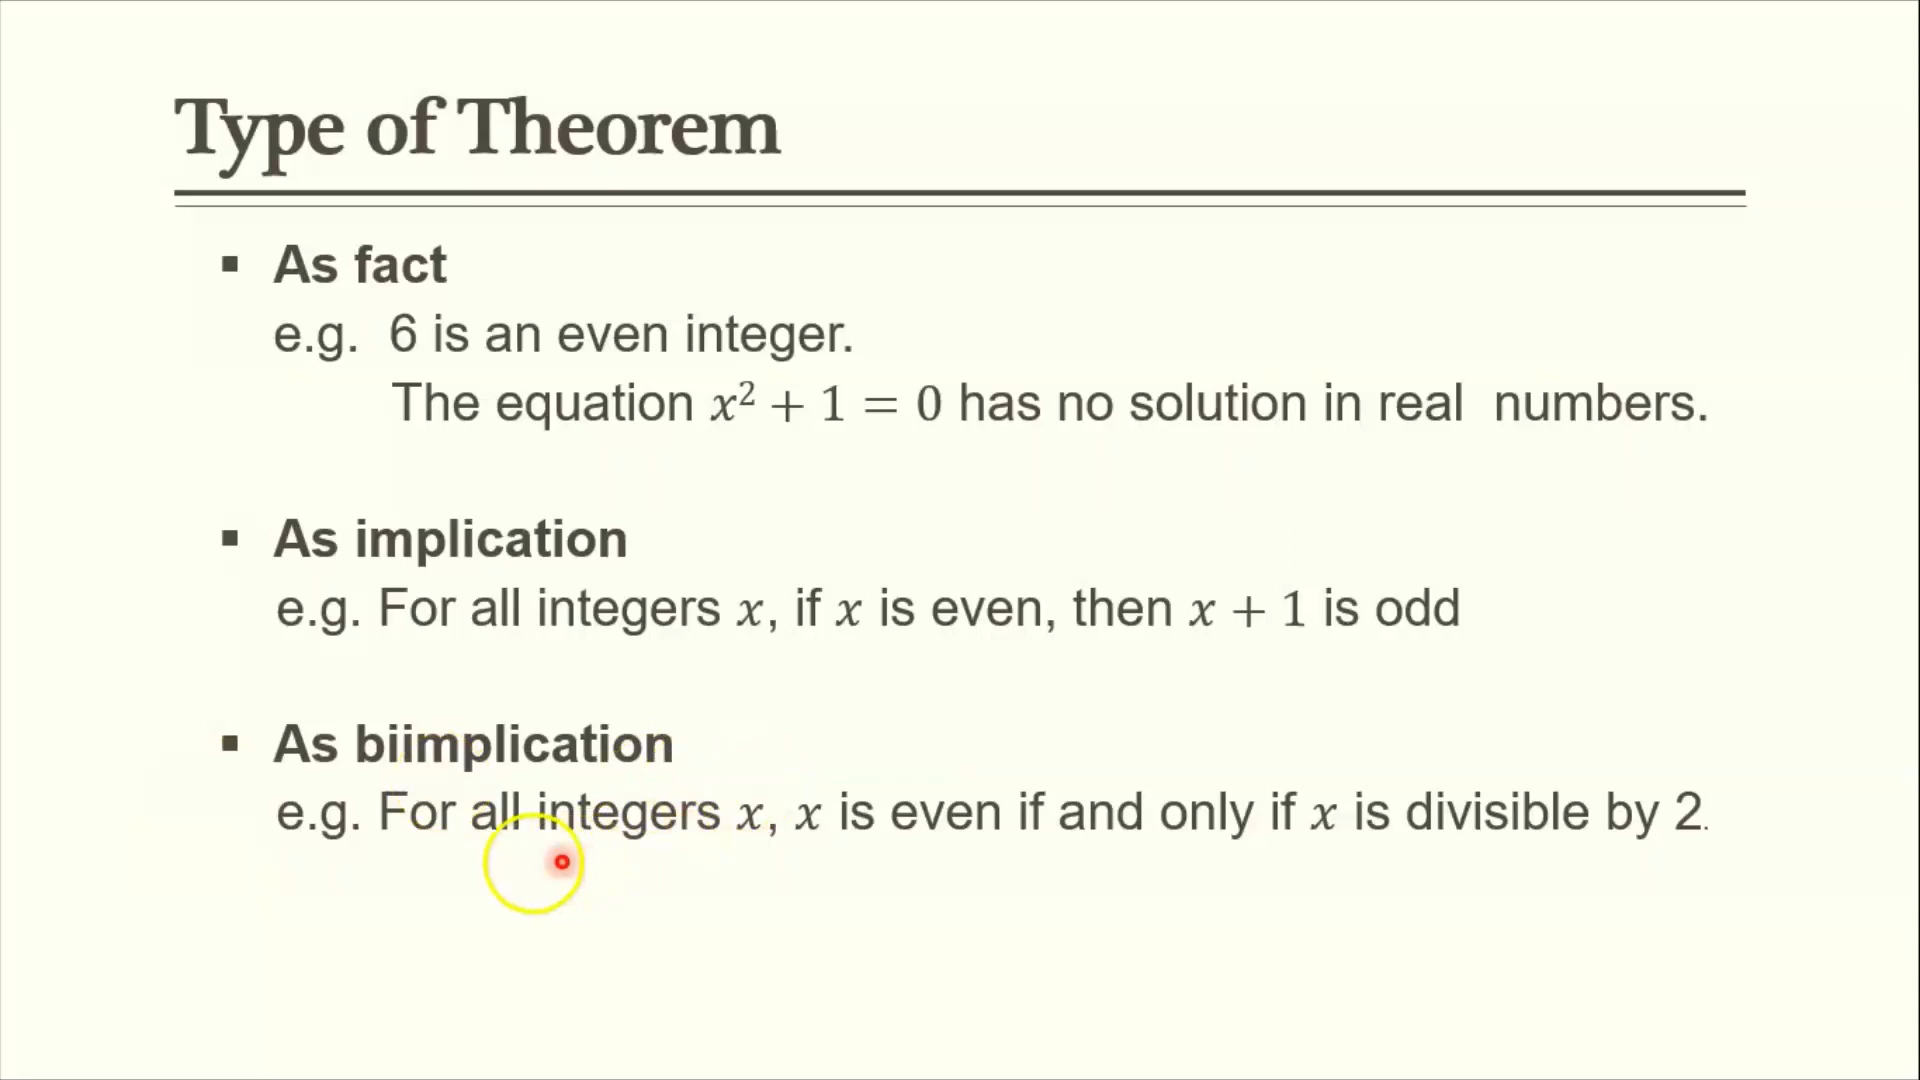 Type of Theorem
▪ As fact
e.g. 6 is an even integer.
The equation 𝑥² + 1 = 0 has no solution in real numbers.
▪ As implication
e.g. For all integers 𝑥, if 𝑥 is even, then 𝑥 + 1 is odd
▪ As biimplication
e.g. For all integers 𝑥, 𝑥 is even if and only if 𝑥 is divisible by 2.